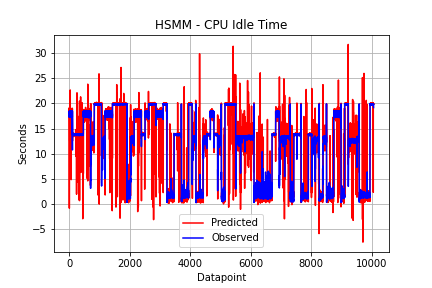 HSMM - CPU Idle Time
30
25
20
15
10
5
0
−5
Seconds
0 2000 4000 6000 8000 10000
Datapoint
Predicted
Observed